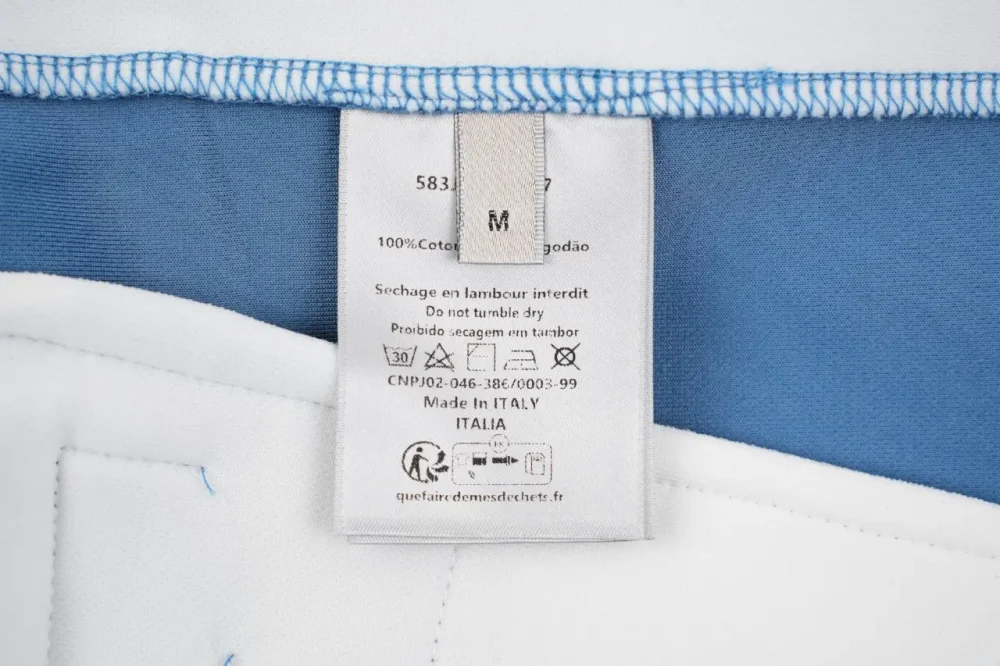 M
Sechage en lambour interdit
Do not tumble dry
Proibido secagem em tambor
30
CNPJ02-046-386/0003-99
Made In ITALY
ITALIA
FR
quefairedemesdechets.fr